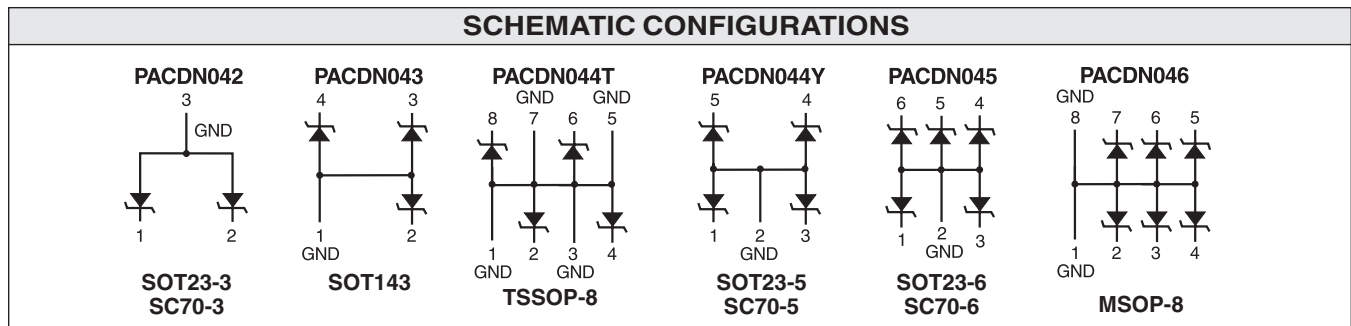 SCHEMATIC CONFIGURATIONS
PACDN042
3
GND
1 2
SOT23-3
SC70-3
PACDN043
4 3
1 2
GND
SOT143
PACDN044T
GND GND
8 7 6 5
1 2 3 4
GND GND
TSSOP-8
PACDN044Y
5 4
1 2 3
GND
SOT23-5
SC70-5
PACDN045
6 5 4
1 2 3
GND
SOT23-6
SC70-6
PACDN046
GND
8 7 6 5
1 2 3 4
GND
MSOP-8